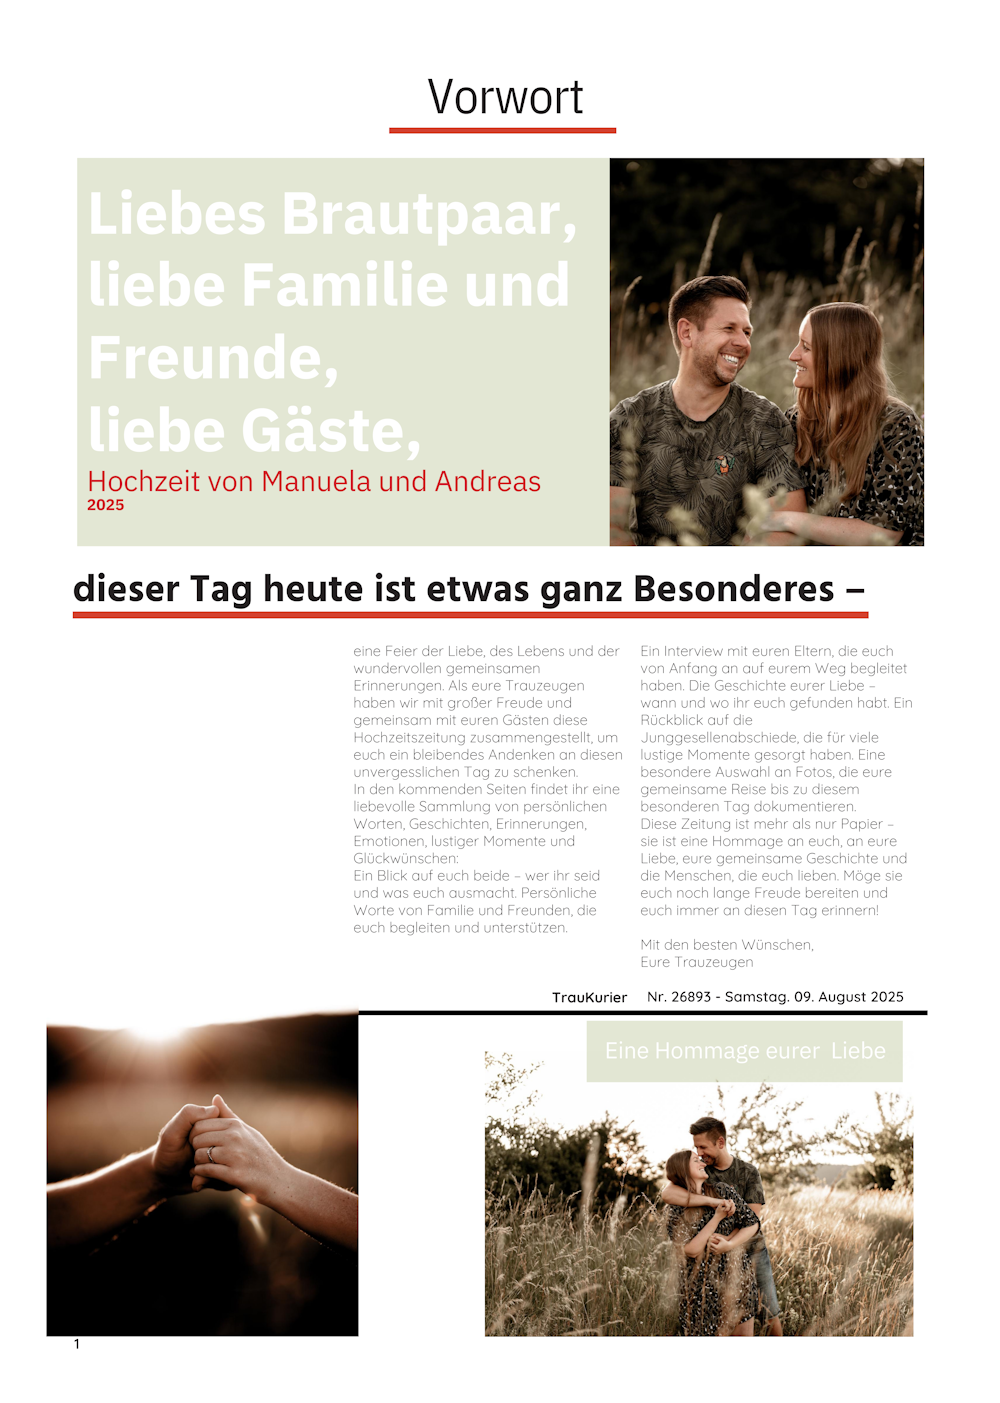 Vorwort
Liebes Brautpaar,
liebe Familie und
Freunde,
liebe Gäste,
Hochzeit von Manuela und Andreas
2025
dieser Tag heute ist etwas ganz Besonderes –
eine Feier der Liebe, des Lebens und der
wundervollen gemeinsamen
Erinnerungen. Als eure Trauzeugen
haben wir mit großer Freude und
gemeinsam mit euren Gästen diese
Hochzeitszeitung zusammengestellt, um
euch ein bleibendes Andenken an diesen
unvergesslichen Tag zu schenken.
In den kommenden Seiten findet ihr eine
liebevolle Sammlung von persönlichen
Worten, Geschichten, Erinnerungen,
Emotionen, lustiger Momente und
Glückwünschen:
Ein Blick auf euch beide – wer ihr seid
und was euch ausmacht. Persönliche
Worte von Familie und Freunden, die
euch begleiten und unterstützen.
Ein Interview mit euren Eltern, die euch
von Anfang an auf eurem Weg begleitet
haben. Die Geschichte eurer Liebe –
wann und wo ihr euch gefunden habt. Ein
Rückblick auf die
Junggesellenabschiede, die für viele
lustige Momente gesorgt haben. Eine
besondere Auswahl an Fotos, die eure
gemeinsame Reise bis zu diesem
besonderen Tag dokumentieren.
Diese Zeitung ist mehr als nur Papier –
sie ist eine Hommage an euch, an eure
Liebe, eure gemeinsame Geschichte und
die Menschen, die euch lieben. Möge sie
euch noch lange Freude bereiten und
euch immer an diesen Tag erinnern!
Mit den besten Wünschen,
Eure Trauzeugen
TrauKurier Nr. 26893 - Samstag. 09. August 2025
Eine Hommage eurer Liebe
1